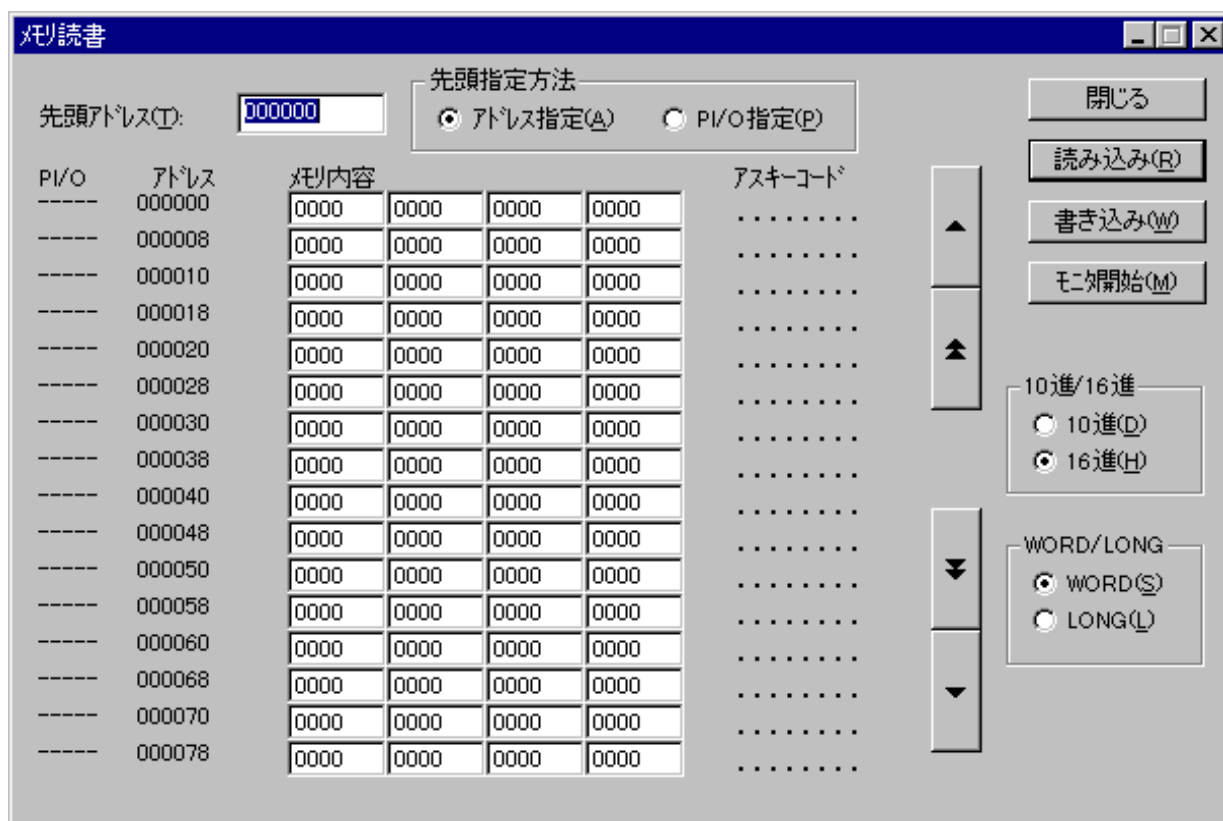 メモリ読書
先頭アドレス(T): 000000
先頭指定方法
アドレス指定(A) PI/O指定(P)
閉じる
読み込み(R)
書き込み(W)
モニタ開始(M)
PI/O アドレス メモリ内容 アスキーコード
----- 000000 0000 0000 0000 0000 ........
----- 000008 0000 0000 0000 0000 ........
----- 000010 0000 0000 0000 0000 ........
----- 000018 0000 0000 0000 0000 ........
----- 000020 0000 0000 0000 0000 ........
----- 000028 0000 0000 0000 0000 ........
----- 000030 0000 0000 0000 0000 ........
----- 000038 0000 0000 0000 0000 ........
----- 000040 0000 0000 0000 0000 ........
----- 000048 0000 0000 0000 0000 ........
----- 000050 0000 0000 0000 0000 ........
----- 000058 0000 0000 0000 0000 ........
----- 000060 0000 0000 0000 0000 ........
----- 000068 0000 0000 0000 0000 ........
----- 000070 0000 0000 0000 0000 ........
----- 000078 0000 0000 0000 0000 ........
10進/16進
10進(D)
16進(H)
WORD/LONG
WORD(S)
LONG(L)